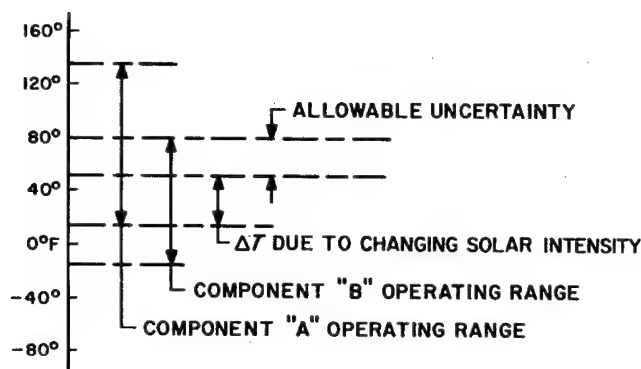 160°
120°
ALLOWABLE UNCERTAINTY
80°
40°
0°F
ΔT DUE TO CHANGING SOLAR INTENSITY
-40°
COMPONENT "B" OPERATING RANGE
COMPONENT "A" OPERATING RANGE
-80°